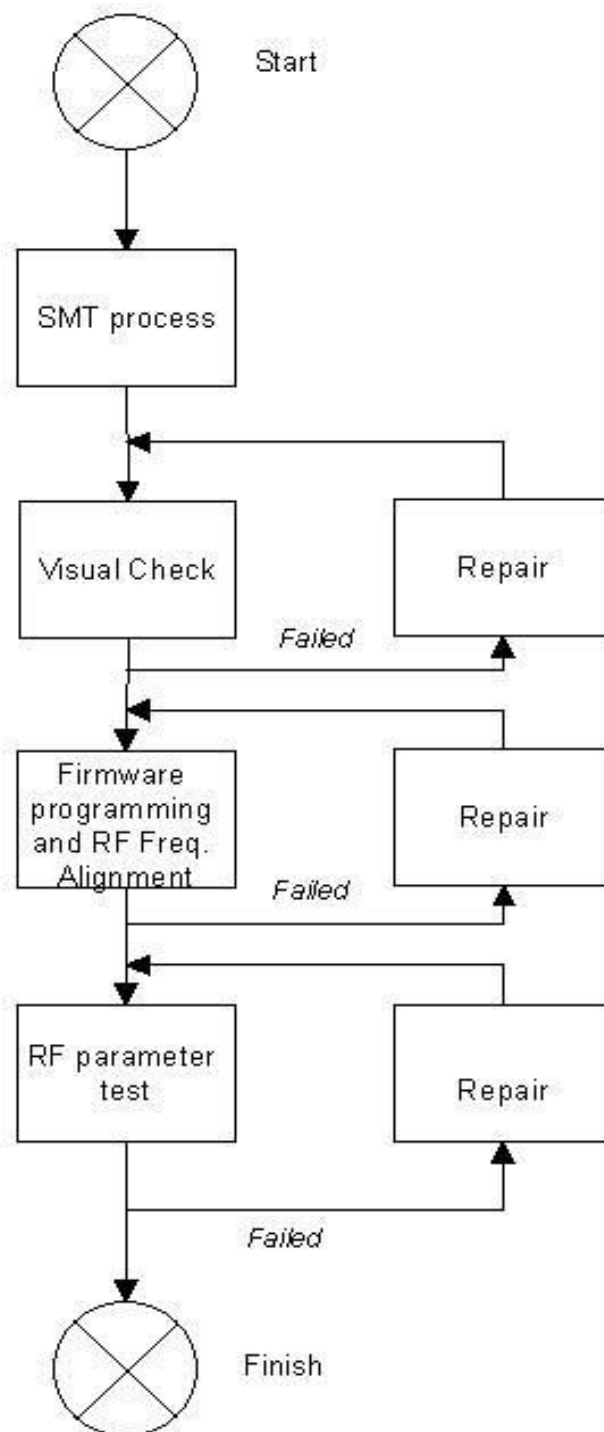 Start
SMT process
Visual Check
Repair
Failed
Firmware
programming
and RF Freq.
Alignment
Repair
Failed
RF parameter
test
Repair
Failed
Finish